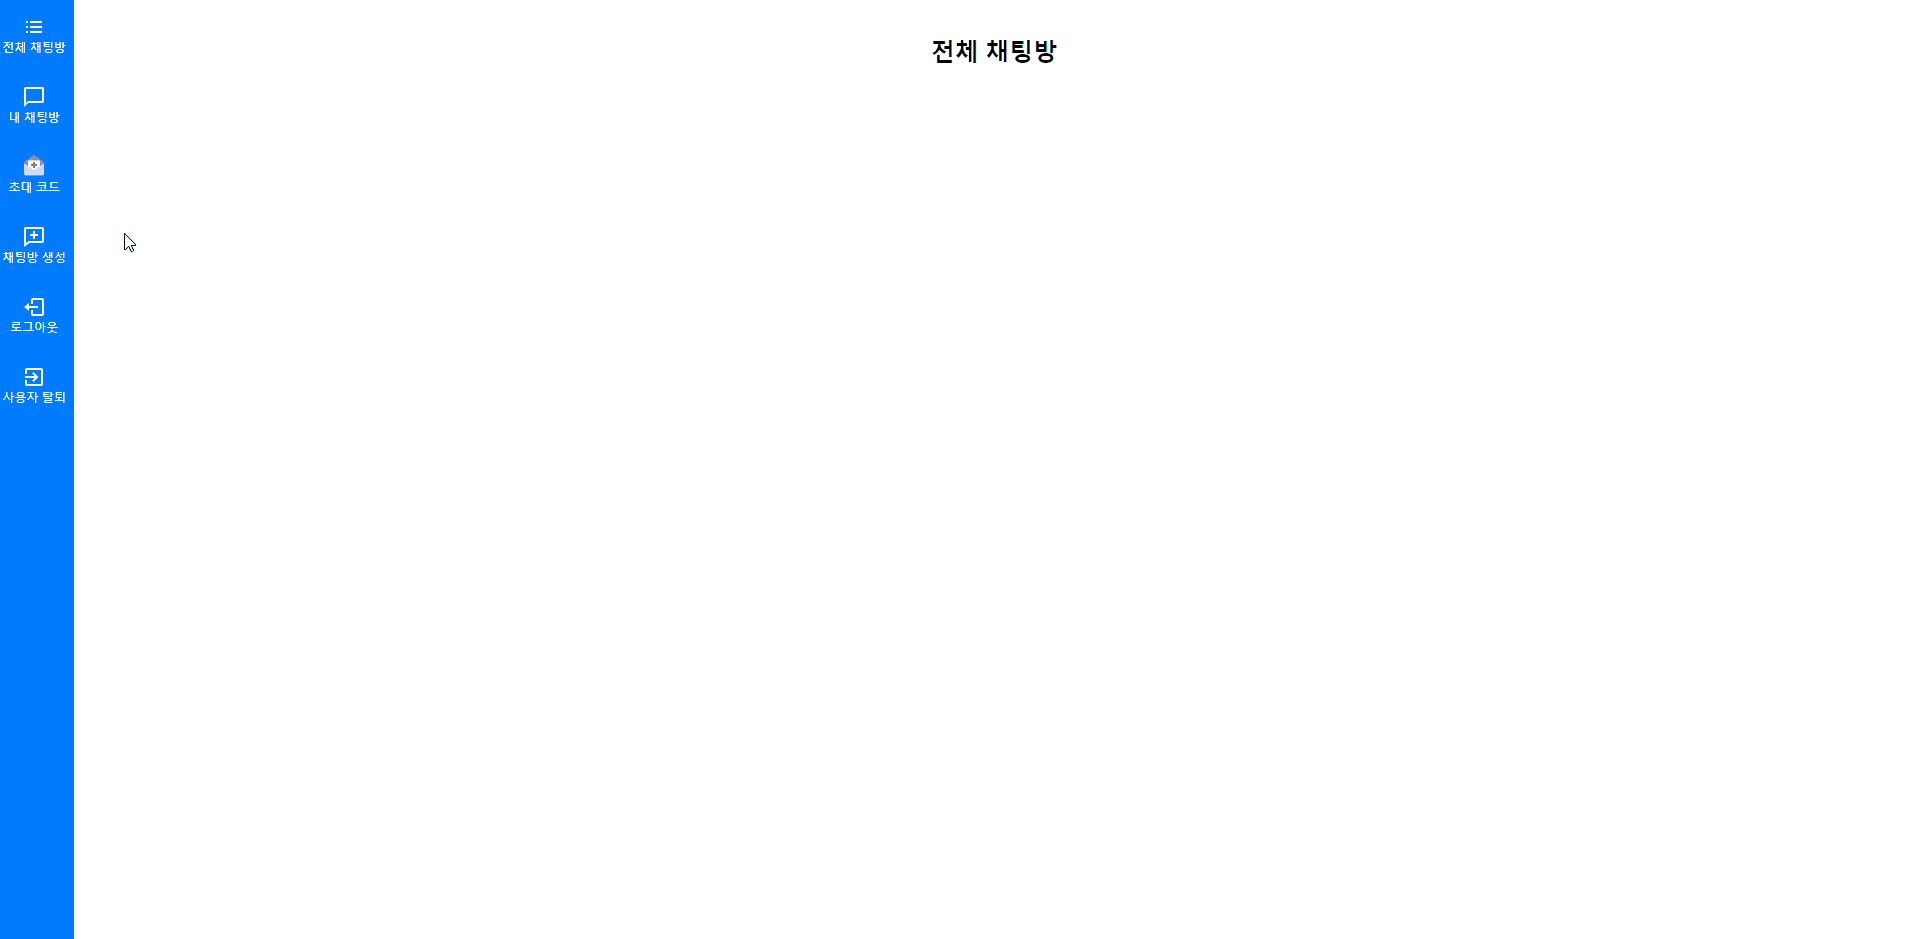 전체 채팅방
내 채팅방
초대 코드
채팅방 생성
로그아웃
사용자 탈퇴
전체 채팅방